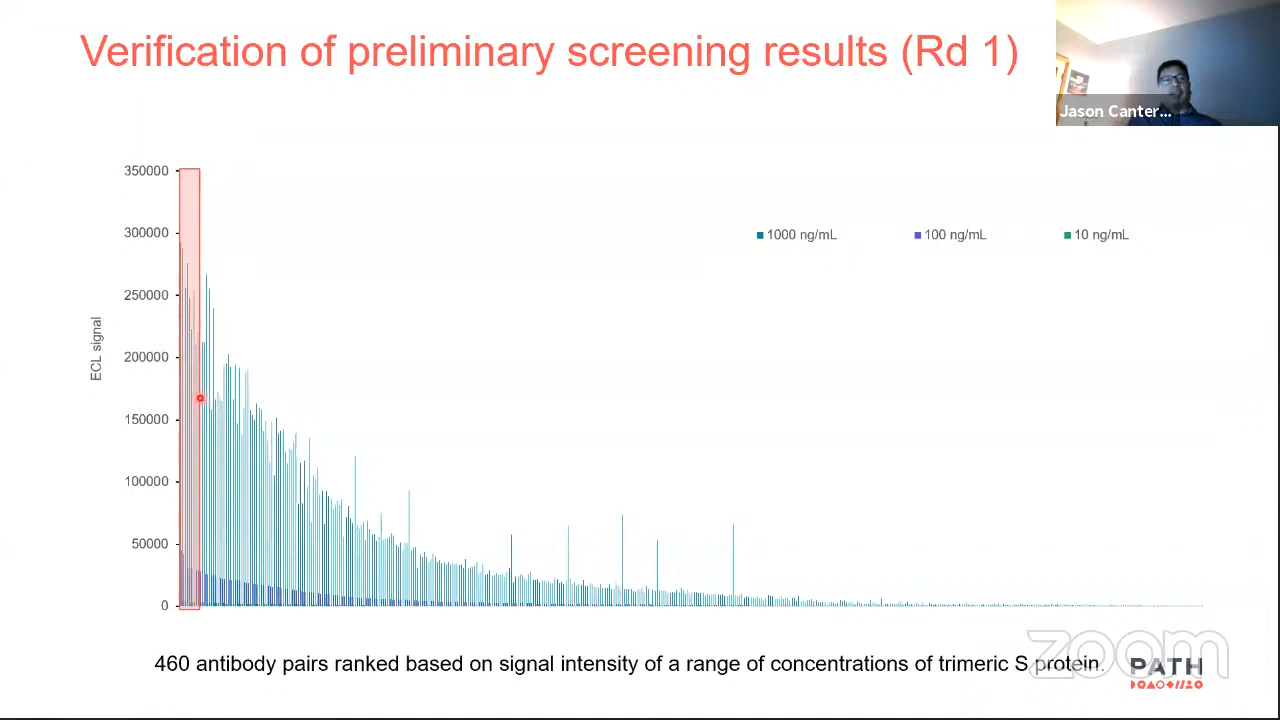 Verification of preliminary screening results (Rd 1)
Jason Canter...
350000
300000
250000
200000
150000
100000
50000
0
ECL signal
1000 ng/mL
100 ng/mL
10 ng/mL
460 antibody pairs ranked based on signal intensity of a range of concentrations of trimeric S protein.
zoom
PATH